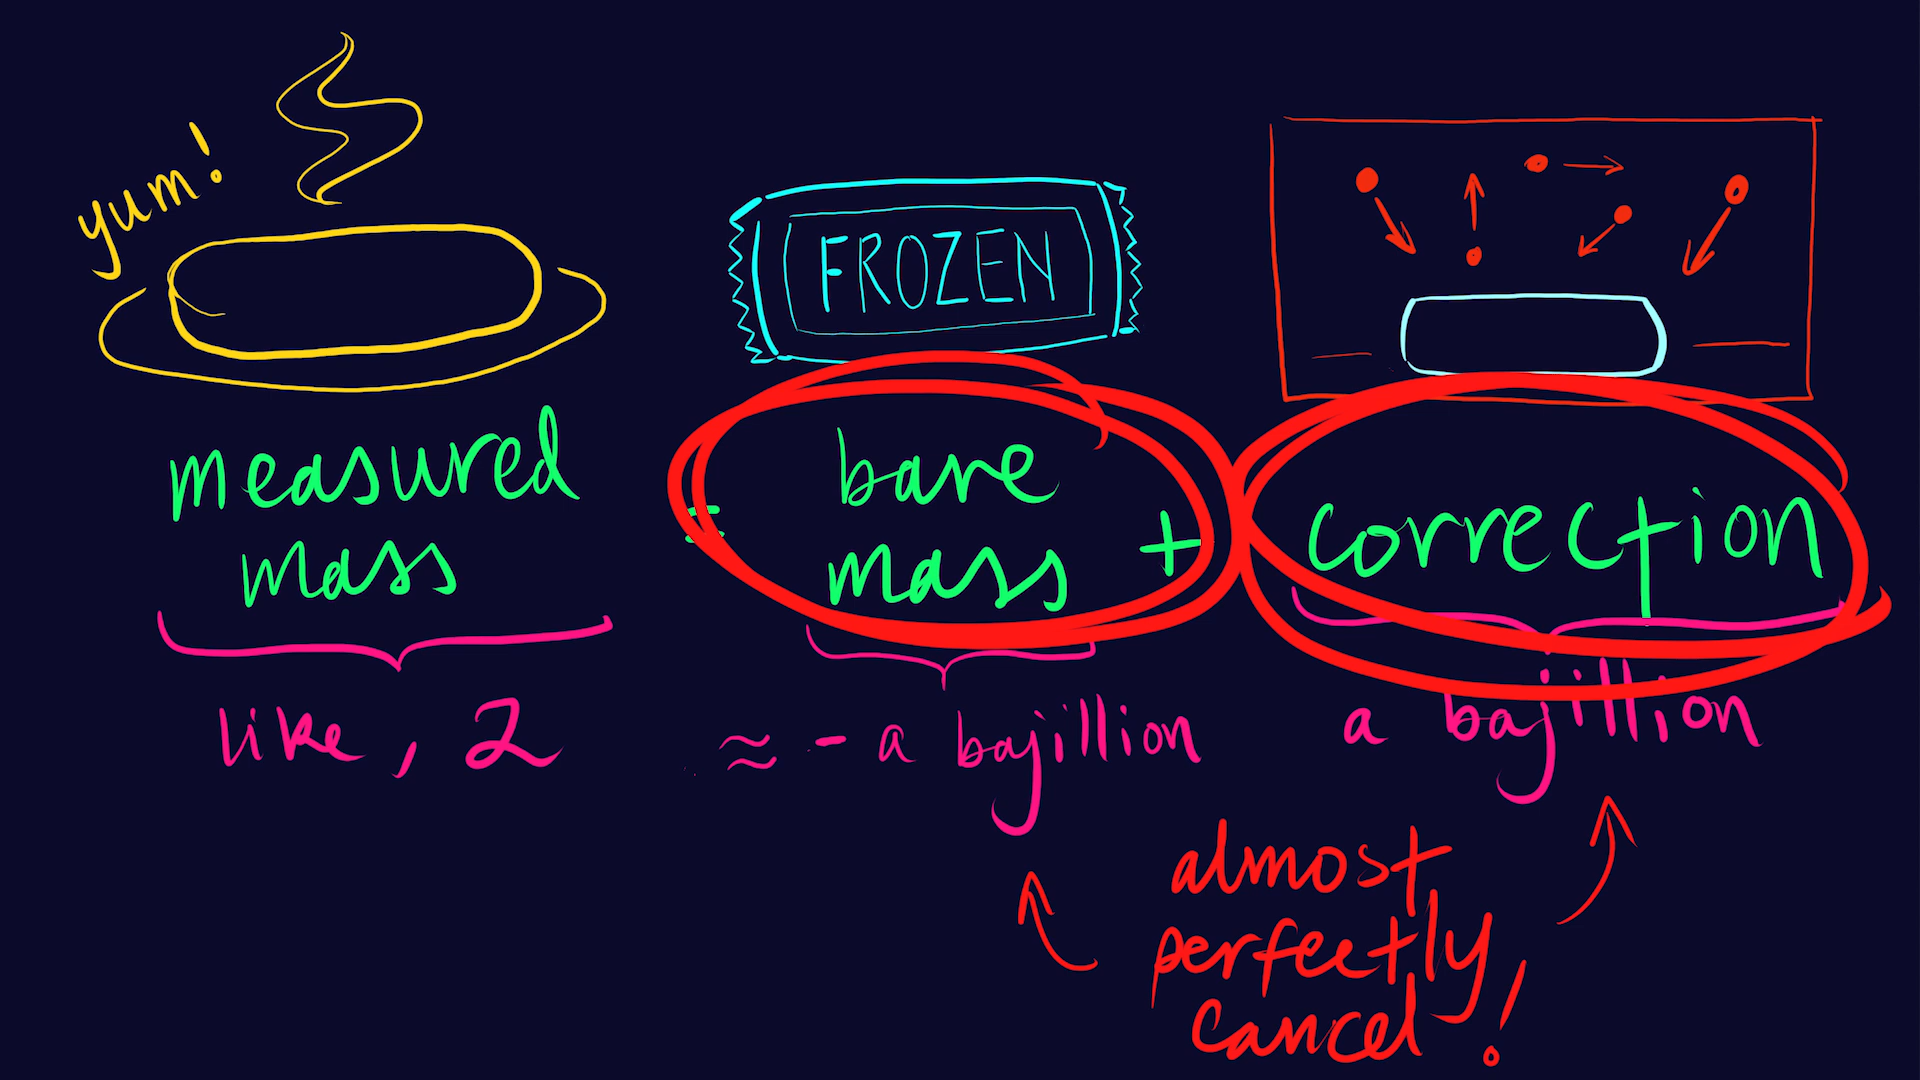 yum!
FROZEN
measured
mass
=
bare
mass
+
correction
like, 2
≈ - a bajillion
a bajillion
almost
perfectly
cancel!